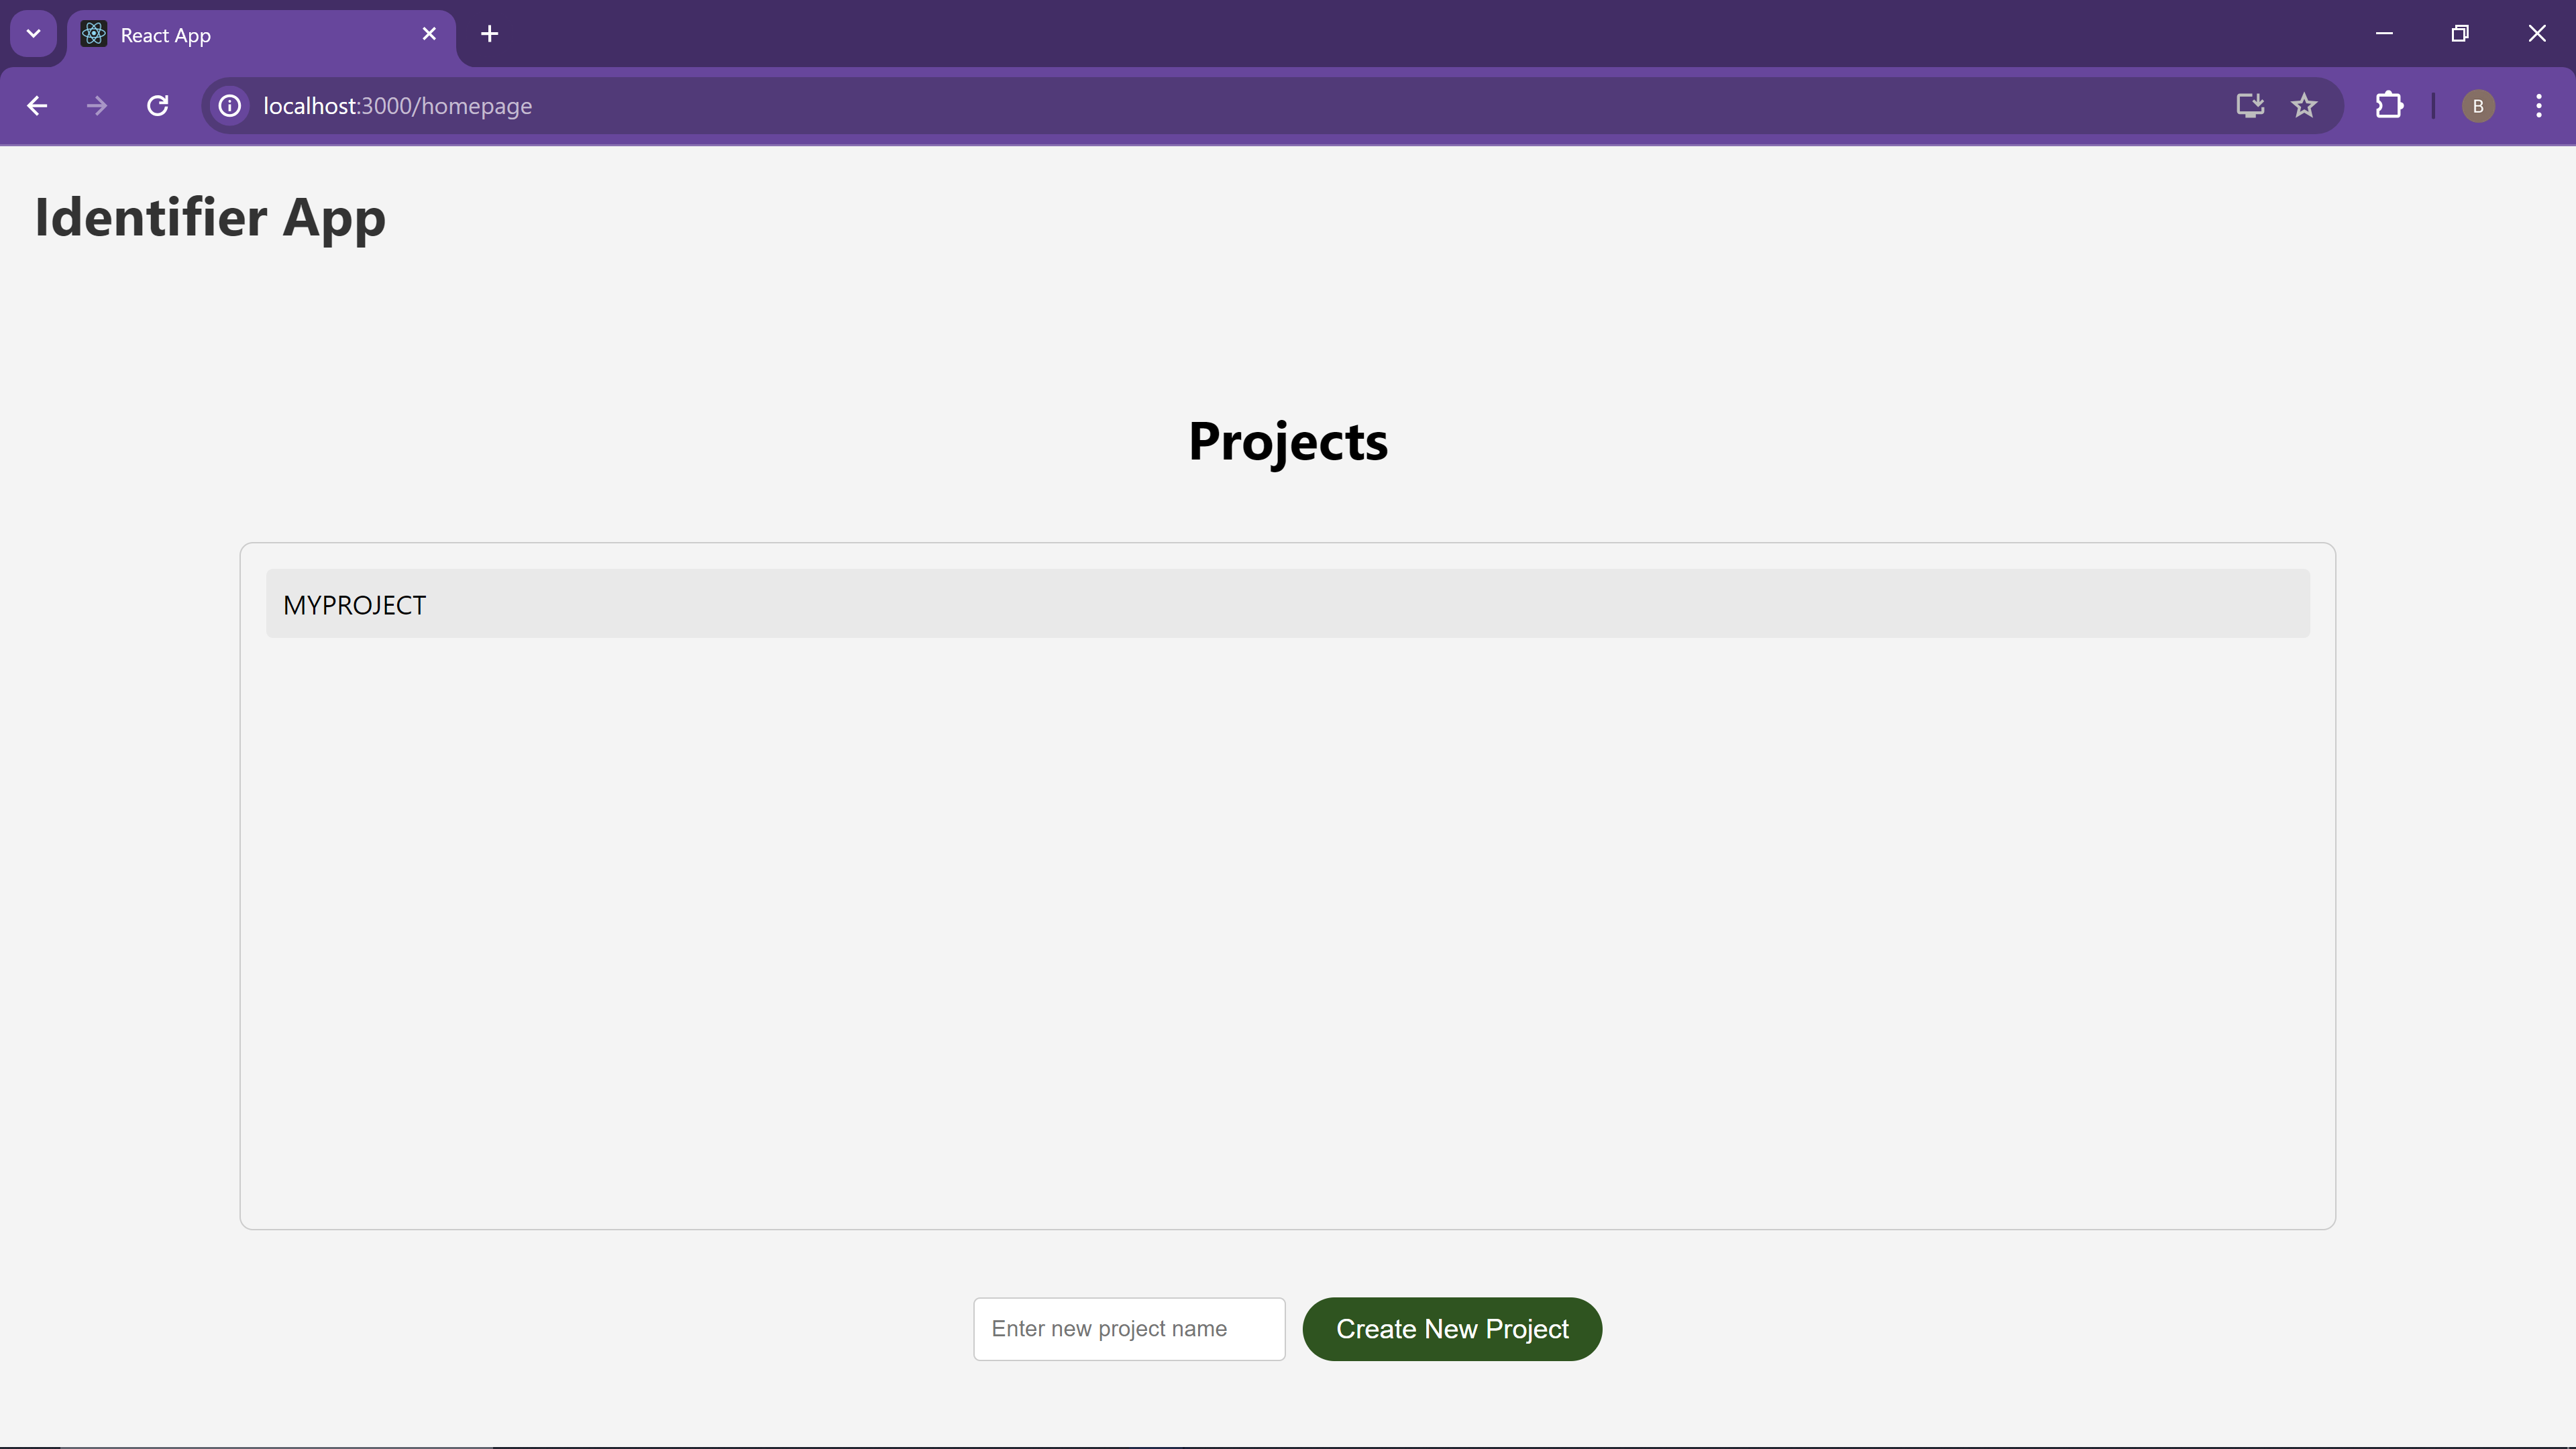 React App
localhost:3000/homepage
B
Identifier App
Projects
MYPROJECT
Enter new project name
Create New Project